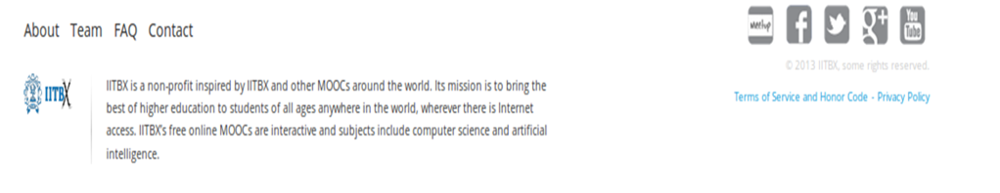 About Team FAQ Contact
meetup
You Tube
© 2013 IITBX, some rights reserved.
Terms of Service and Honor Code - Privacy Policy
IITBX
IITBX is a non-profit inspired by IITBX and other MOOCs around the world. Its mission is to bring the
best of higher education to students of all ages anywhere in the world, wherever there is Internet
access. IITBX's free online MOOCs are interactive and subjects include computer science and artificial
intelligence.